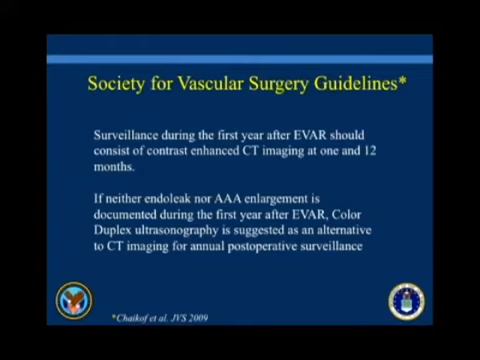 Society for Vascular Surgery Guidelines*
Surveillance during the first year after EVAR should
consist of contrast enhanced CT imaging at one and 12
months.
If neither endoleak nor AAA enlargement is
documented during the first year after EVAR, Color
Duplex ultrasonography is suggested as an alternative
to CT imaging for annual postoperative surveillance
*Chaikof et al. JVS 2009